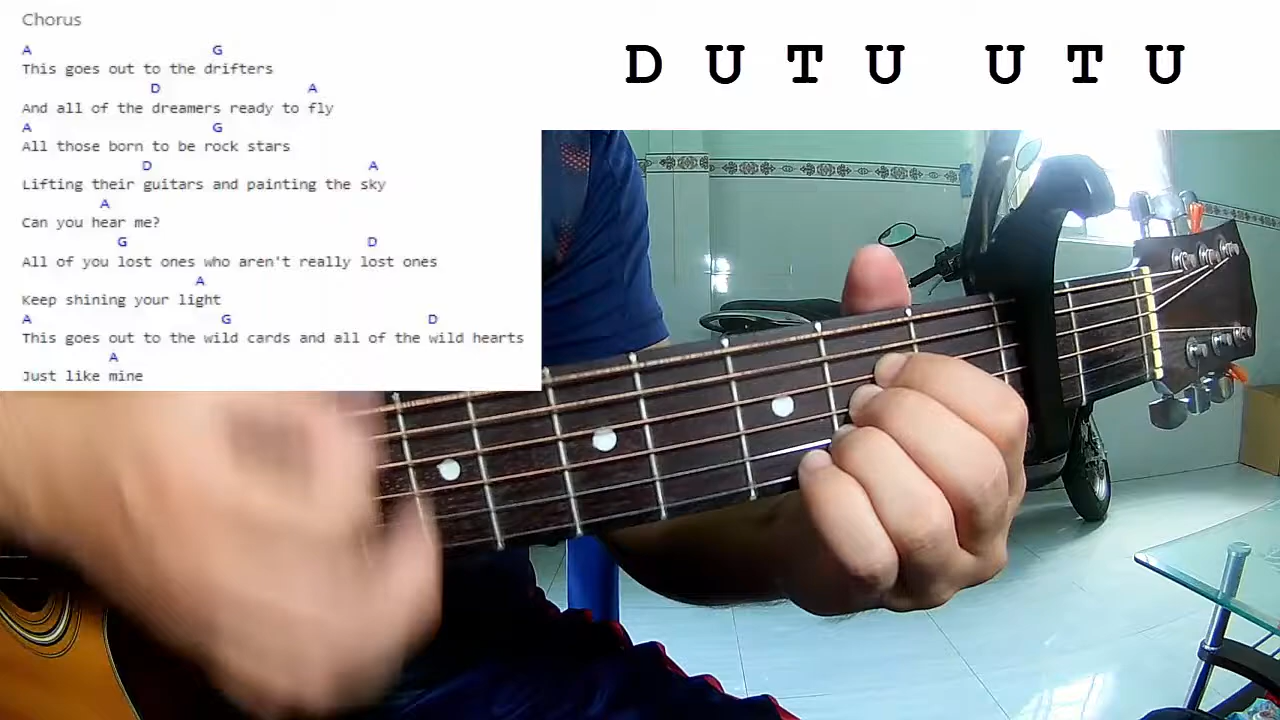 Chorus
A G
This goes out to the drifters
D A
And all of the dreamers ready to fly
A G
All those born to be rock stars
D A
Lifting their guitars and painting the sky
A
Can you hear me?
G D
All of you lost ones who aren't really lost ones
A
Keep shining your light
A G D
This goes out to the wild cards and all of the wild hearts
A
Just like mine
D U T U U T U